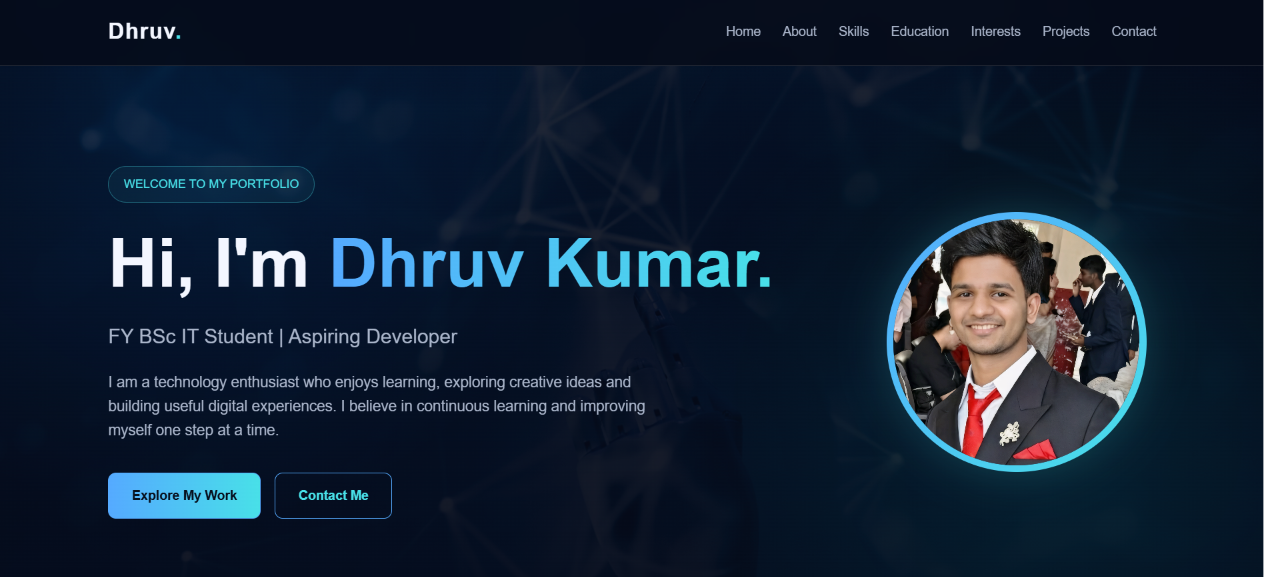 Dhruv.
Home About Skills Education Interests Projects Contact
WELCOME TO MY PORTFOLIO
Hi, I'm Dhruv Kumar.
FY BSc IT Student | Aspiring Developer
I am a technology enthusiast who enjoys learning, exploring creative ideas and
building useful digital experiences. I believe in continuous learning and improving
myself one step at a time.
Explore My Work Contact Me